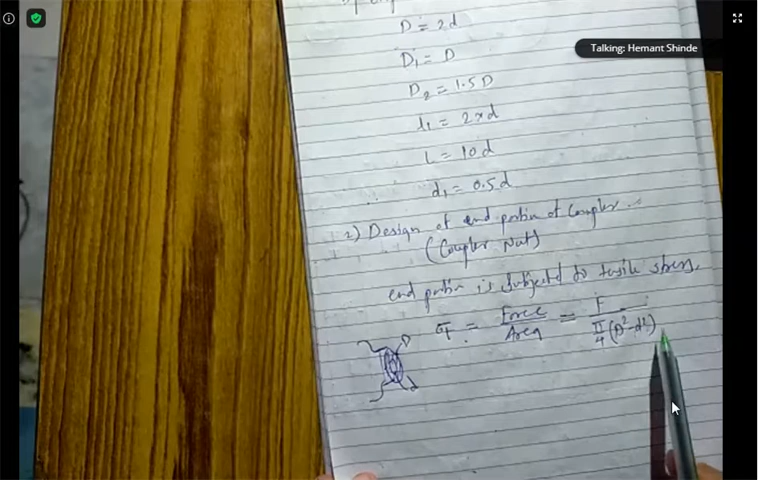 Talking: Hemant Shinde
D = 2d
D₁ = D
D₂ = 1.5 D
l₁ = 2xd
L = 10 d
d₁ = 0.5 d
2) Design of end portion of Coupler.
(Coupler Nut)
end portion is subjected to tensile stress.
σT = Force / Area = F / π/4 (D² - d²)
D
d